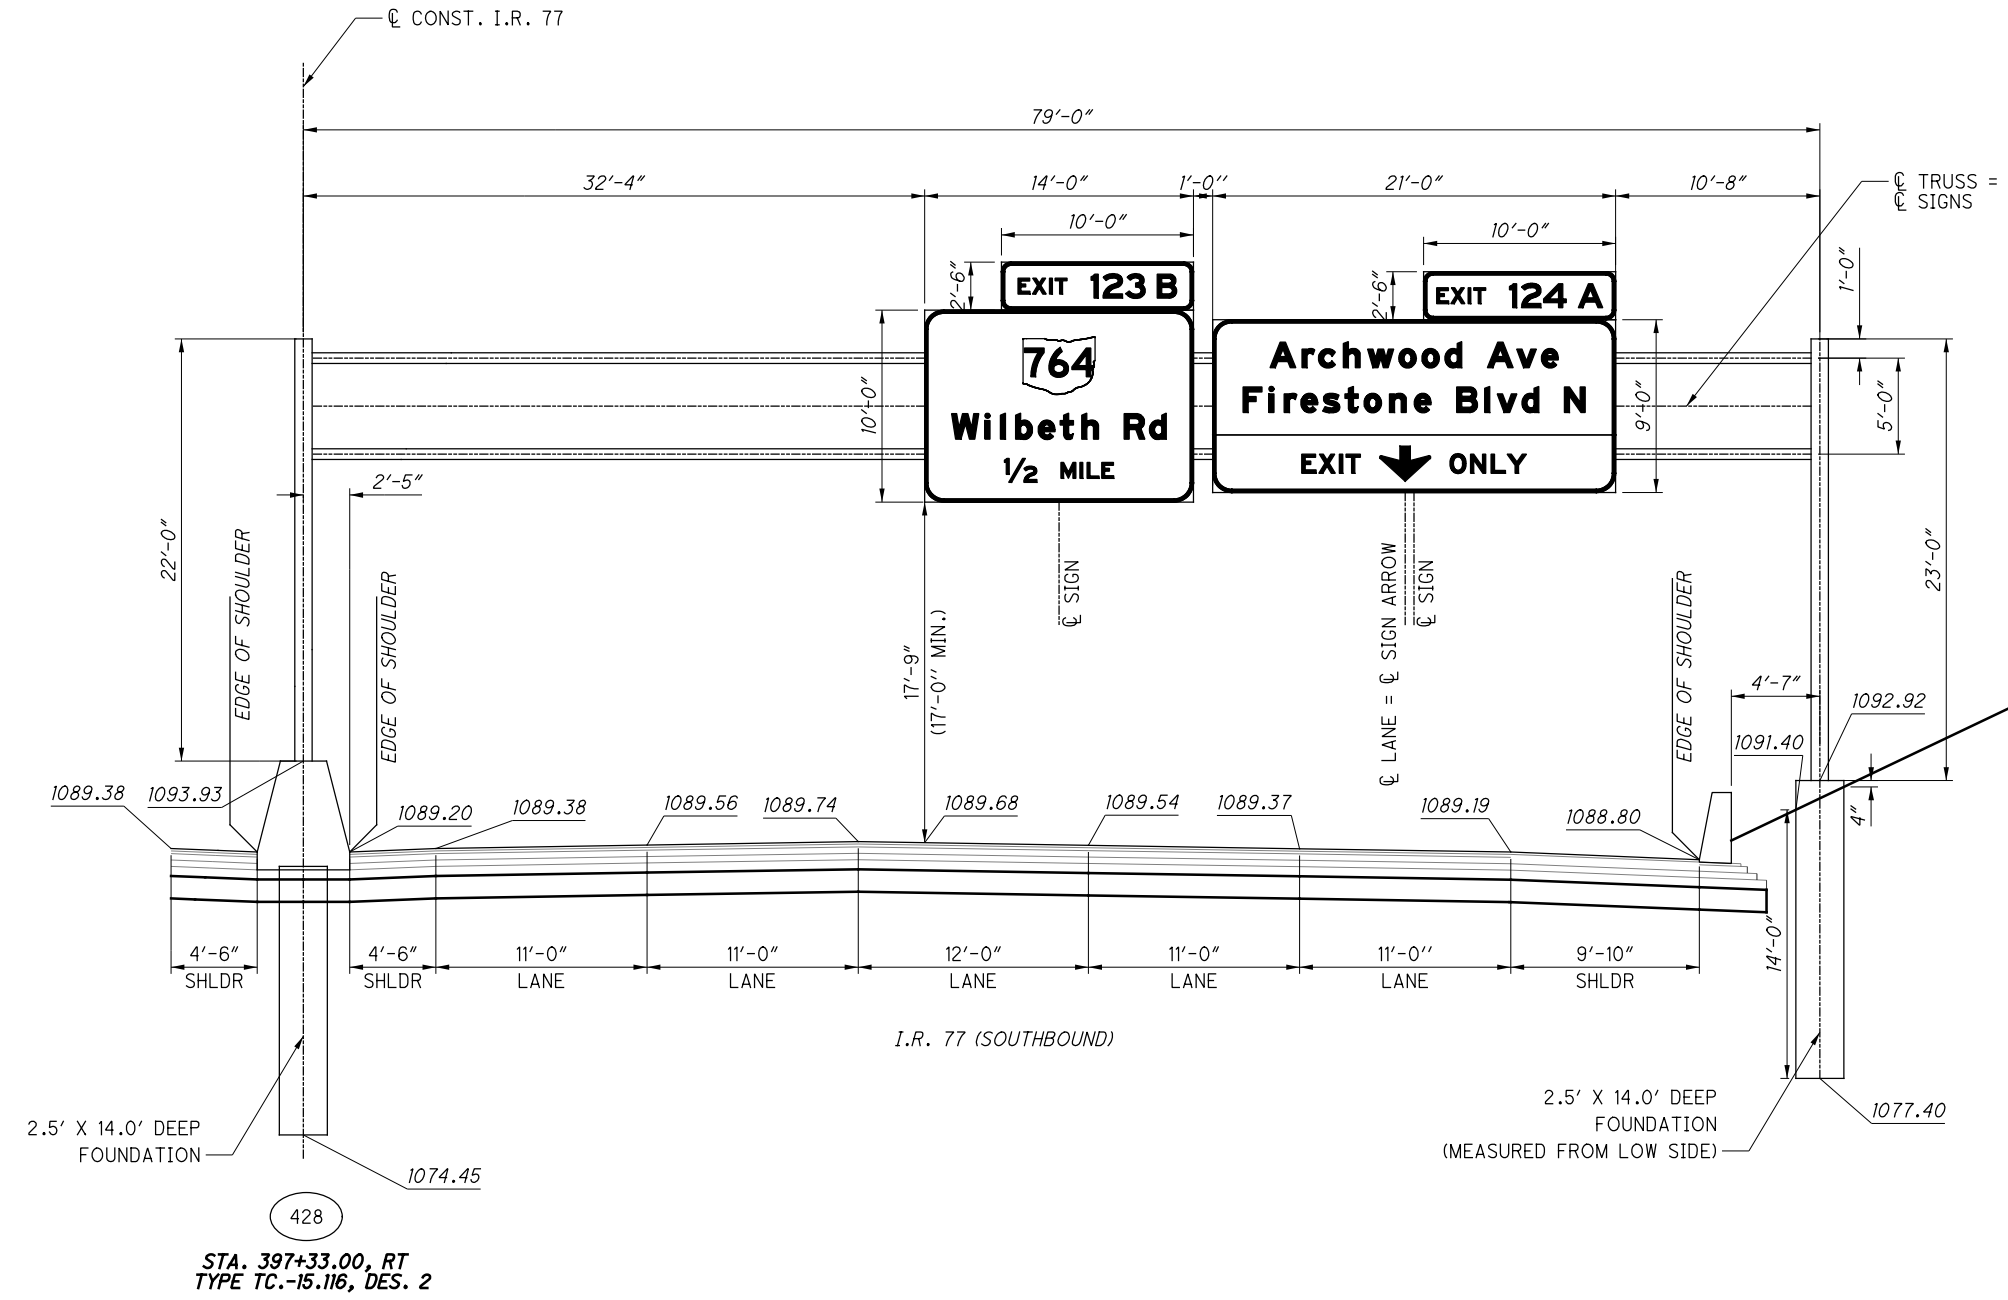 ℄ CONST. I.R. 77
79'-0"
32'-4"
14'-0"
1'-0''
21'-0"
10'-8"
℄ TRUSS =
℄ SIGNS
10'-0"
10'-0"
2'-6"
2'-6"
1'-0"
EXIT 123 B
EXIT 124 A
764
Wilbeth Rd
1/2 MILE
Archwood Ave
Firestone Blvd N
EXIT ONLY
10'-0"
9'-0"
5'-0"
2'-5"
22'-0"
23'-0"
EDGE OF SHOULDER
EDGE OF SHOULDER
℄ SIGN
℄ LANE = ℄ SIGN ARROW
℄ SIGN
EDGE OF SHOULDER
17'-9"
(17'-0'' MIN.)
4'-7"
1092.92
1091.40
4"
1089.38
1093.93
1089.20
1089.38
1089.56
1089.74
1089.68
1089.54
1089.37
1089.19
1088.80
14'-0"
4'-6"
SHLDR
4'-6"
SHLDR
11'-0"
LANE
11'-0"
LANE
12'-0"
LANE
11'-0"
LANE
11'-0''
LANE
9'-10"
SHLDR
I.R. 77 (SOUTHBOUND)
2.5' X 14.0' DEEP
FOUNDATION
2.5' X 14.0' DEEP
FOUNDATION
(MEASURED FROM LOW SIDE)
1077.40
1074.45
428
STA. 397+33.00, RT
TYPE TC.-15.116, DES. 2